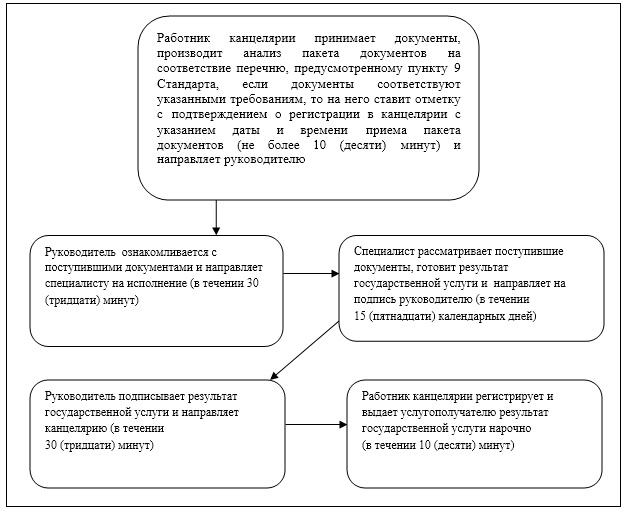 Работник канцелярии принимает документы,
производит анализ пакета документов на
соответствие перечню, предусмотренному пункту 9
Стандарта, если документы соответствуют
указанными требованиям, то на него ставит отметку
с подтверждением о регистрации в канцелярии с
указанием даты и времени приема пакета
документов (не более 10 (десяти) минут) и
направляет руководителю
Руководитель ознакомливается с
поступившими документами и направляет
специалисту на исполнение (в течении 30
(тридцати) минут)
Специалист рассматривает поступившие
документы, готовит результат
государственной услуги и направляет на
подпись руководителю (в течении
15 (пятнадцати) календарных дней)
Руководитель подписывает результат
государственной услуги и направляет
канцелярию (в течении
30 (тридцати) минут)
Работник канцелярии регистрирует и
выдает услугополучателю результат
государственной услуги нарочно
(в течении 10 (десяти) минут)